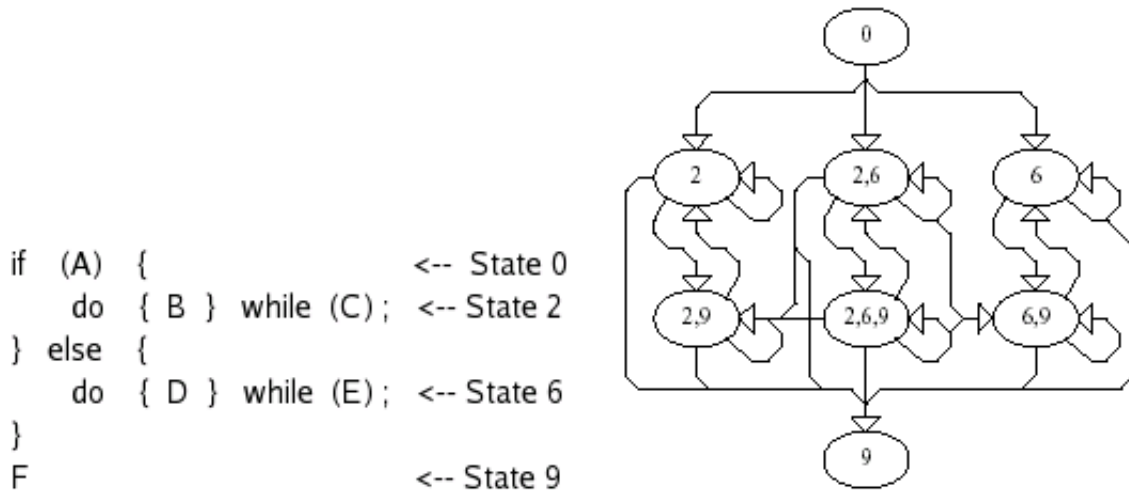 0
2
2,6
6
2,9
2,6,9
6,9
9
if (A) { <-- State 0
do { B } while (C); <-- State 2
} else {
do { D } while (E); <-- State 6
}
F <-- State 9